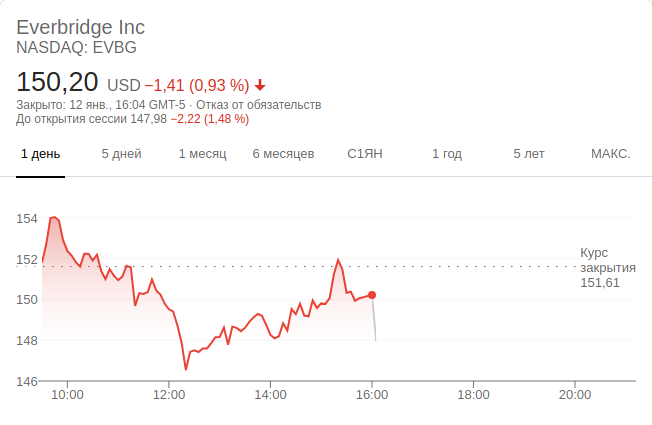 Everbridge Inc
NASDAQ: EVBG
150,20 USD −1,41 (0,93 %)
Закрыто: 12 янв., 16:04 GMT-5 · Отказ от обязательств
До открытия сессии 147,98 −2,22 (1,48 %)
1 день 5 дней 1 месяц 6 месяцев С1ЯН 1 год 5 лет МАКС.
154
152
150
148
146
Курс
закрытия
151,61
10:00 12:00 14:00 16:00 18:00 20:00